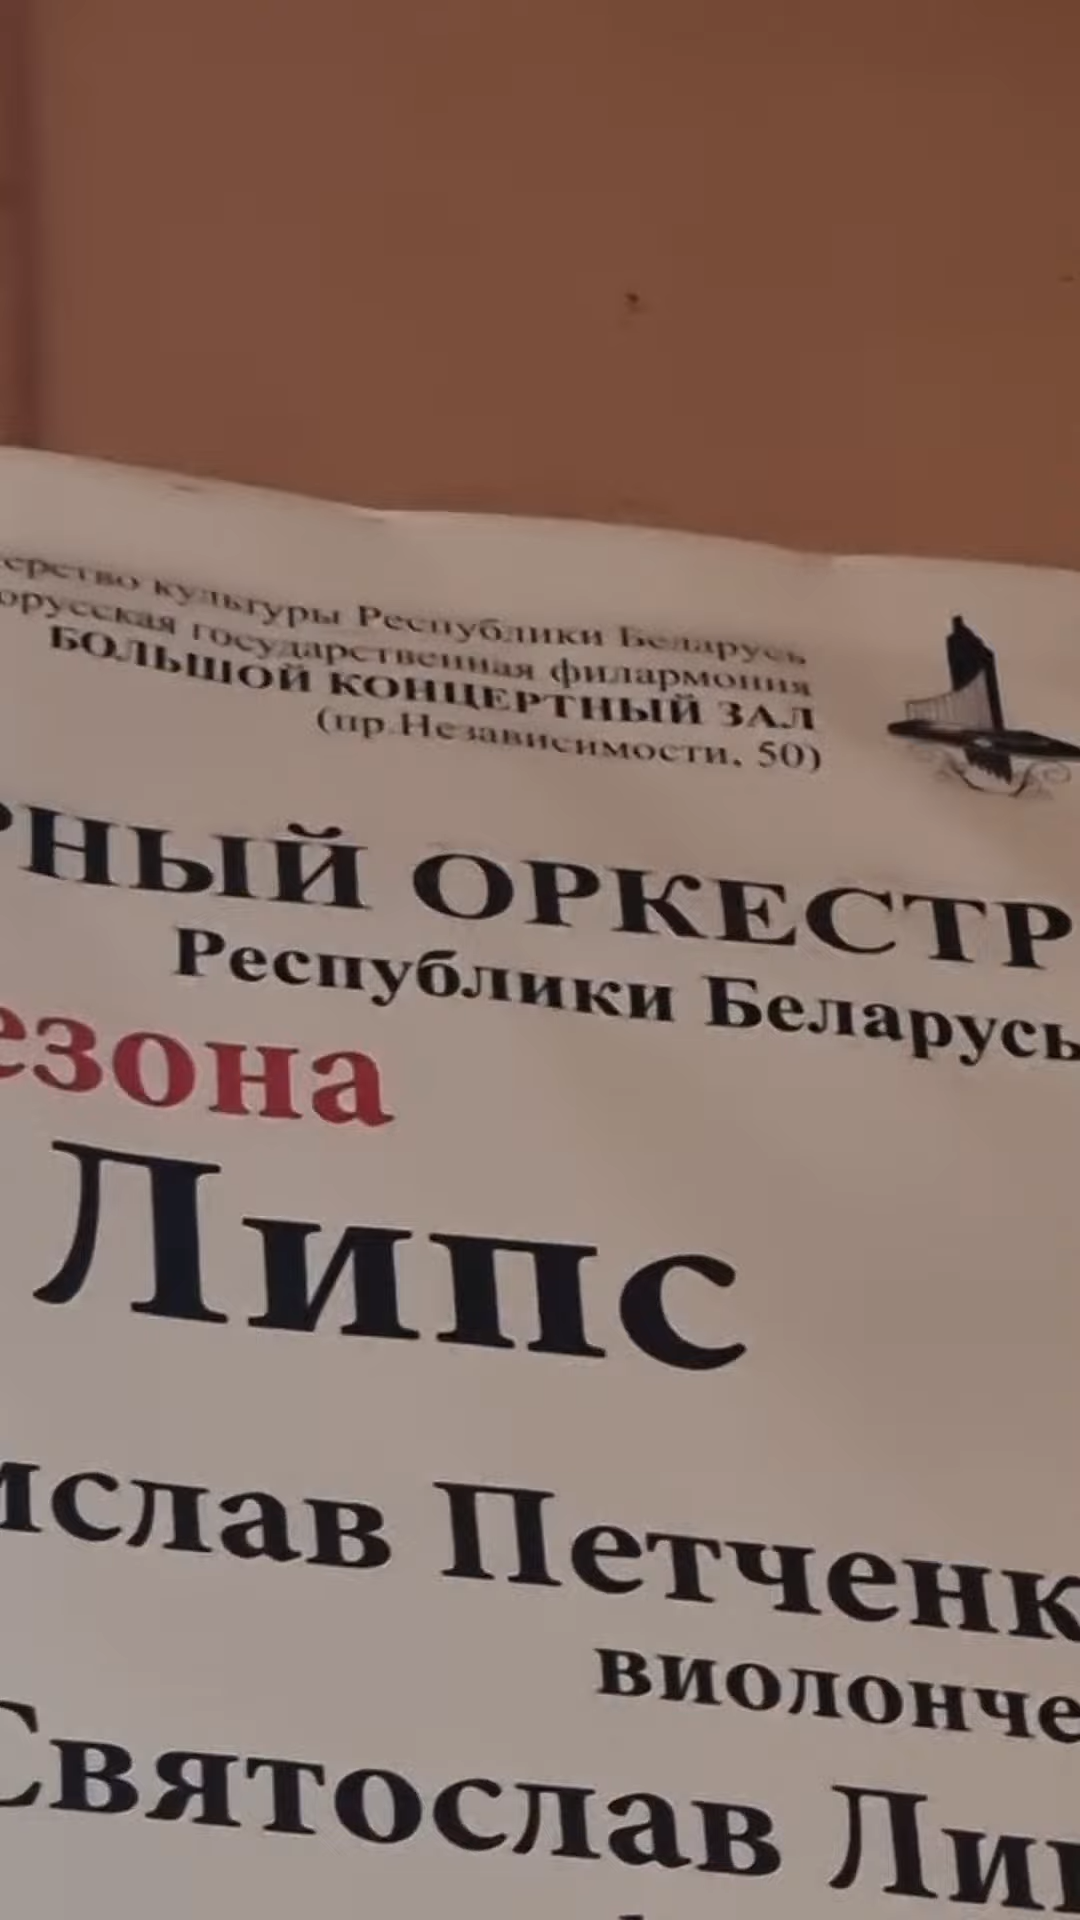 ерство культуры Республики Беларусь
орусская государственная филармония
БОЛЬШОЙ КОНЦЕРТНЫЙ ЗАЛ
(пр.Независимости, 50)
РНЫЙ ОРКЕСТР
Республики Беларусь
езона
Липс
ислав Петченк
виолонче
Святослав Лип